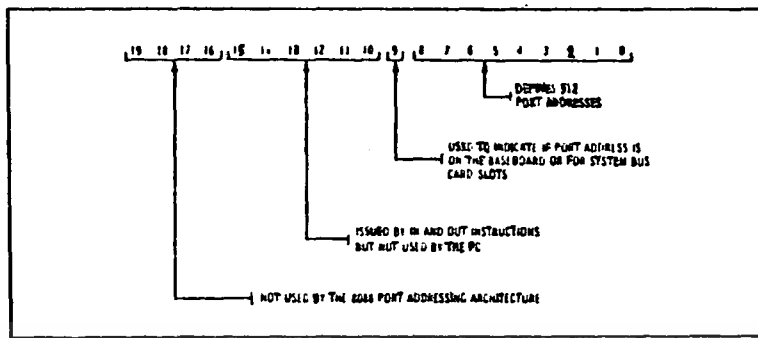 19 18 17 16 15 14 13 12 11 10 9 8 7 6 5 4 3 2 1 0
DEFINES 512
PORT ADDRESSES
USED TO INDICATE IF PORT ADDRESS IS
ON THE BASEBOARD OR FOR SYSTEM BUS
CARD SLOTS
ISSUED BY IN AND OUT INSTRUCTIONS
BUT NOT USED BY THE PC
NOT USED BY THE 8088 PORT ADDRESSING ARCHITECTURE